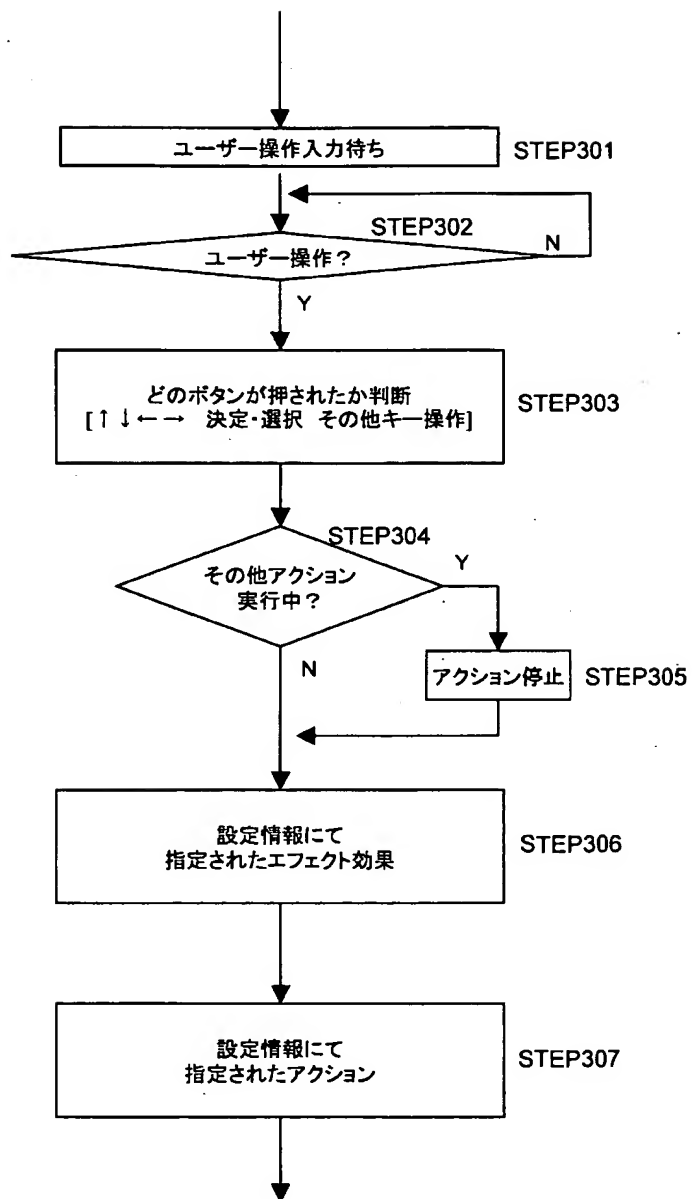 ユーザー操作入力待ち
STEP301
STEP302
ユーザー操作？
N
Y
どのボタンが押されたか判断
[↑↓←→ 決定・選択 その他キー操作]
STEP303
STEP304
その他アクション
実行中？
Y
N
アクション停止
STEP305
設定情報にて
指定されたエフェクト効果
STEP306
設定情報にて
指定されたアクション
STEP307